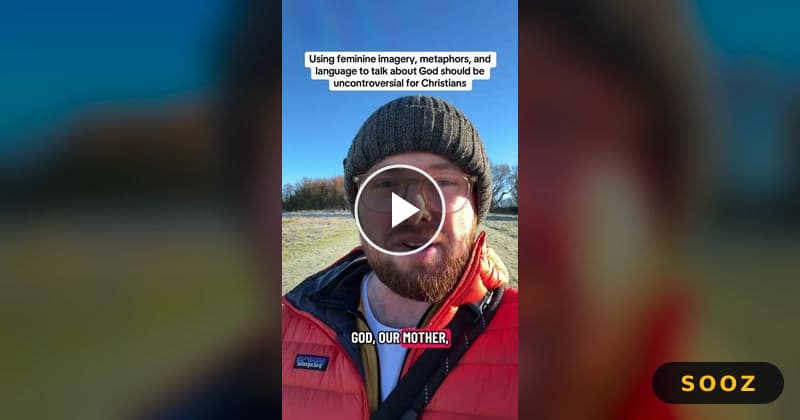 Using feminine imagery, metaphors, and
language to talk about God should be
uncontroversial for Christians
GOD, OUR MOTHER,
patagonia
SOOZ